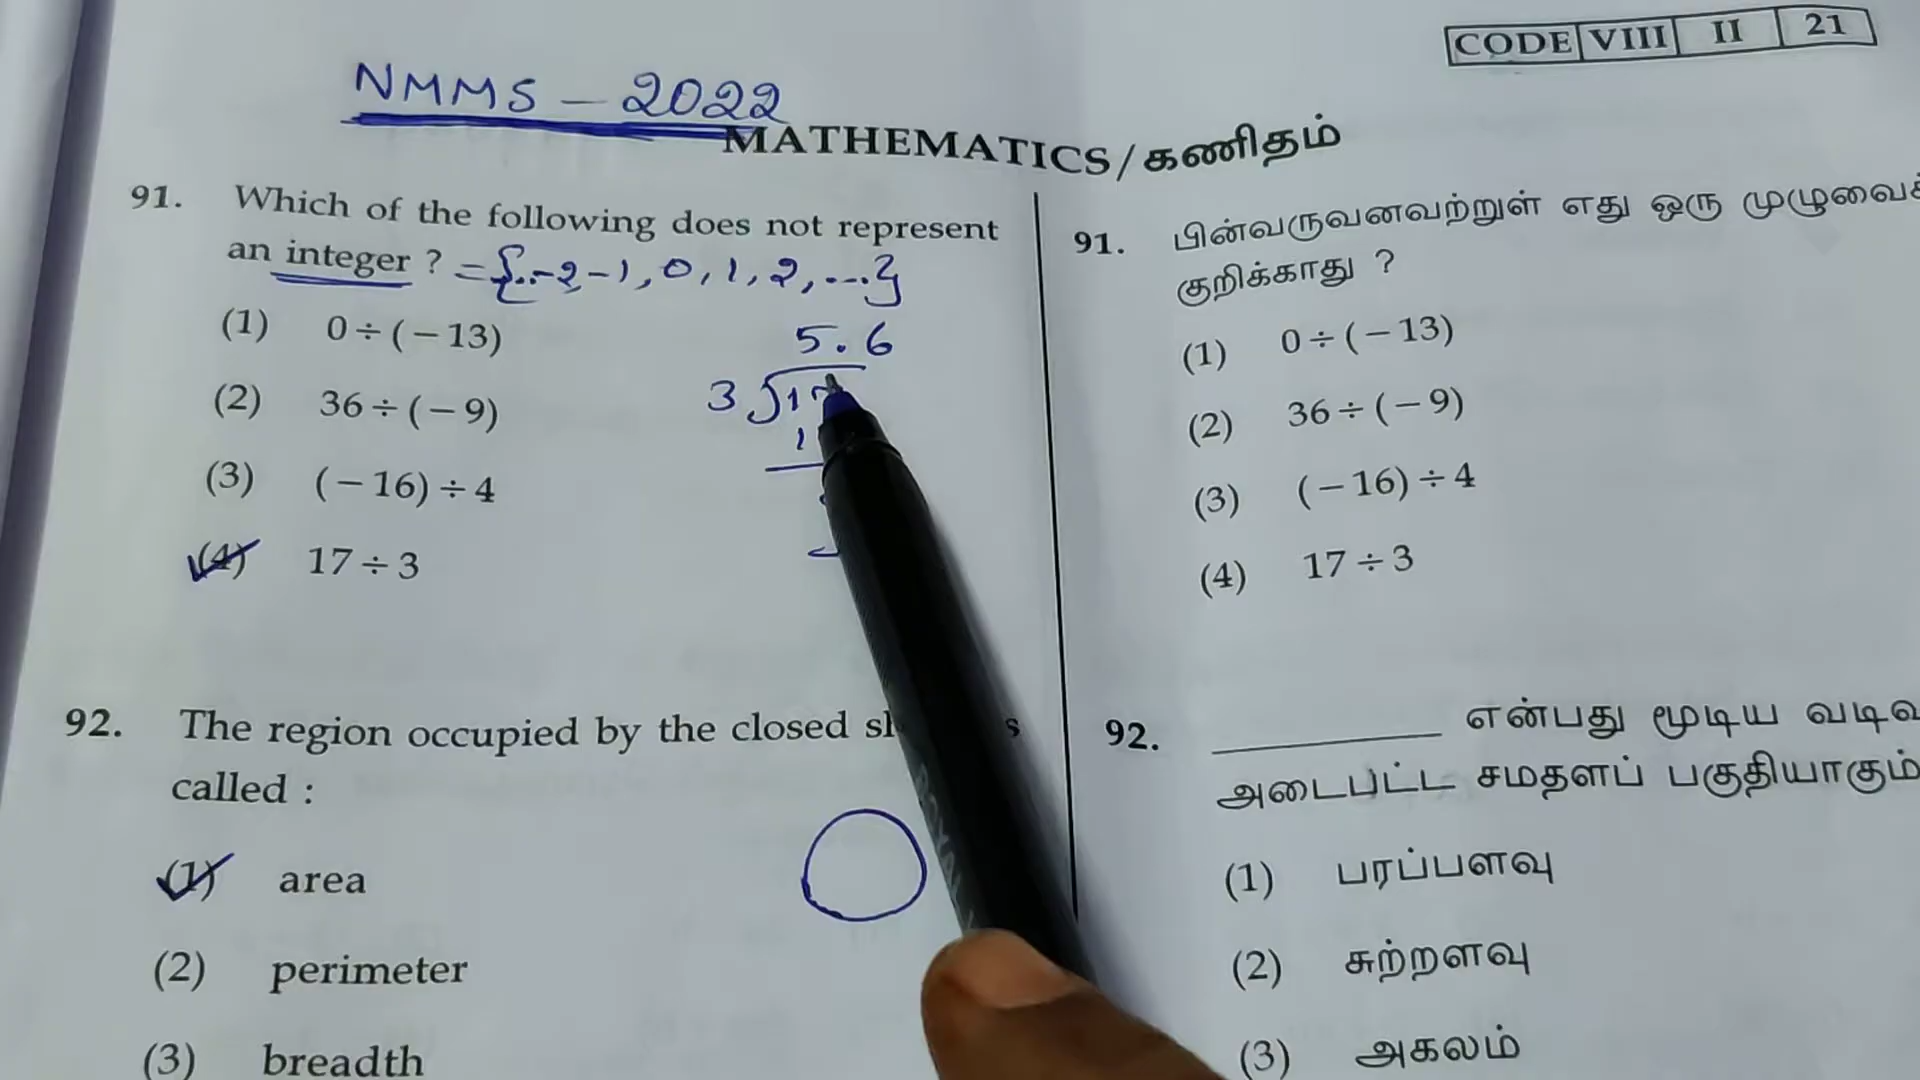 CODE VIII II 21
NMMS - 2022
MATHEMATICS/கணிதம்
91. Which of the following does not represent
an integer ? = {..-2 -1, 0, 1, 2, ...}
(1) 0 ÷ ( − 13)
(2) 36 ÷ ( − 9)
(3) ( − 16) ÷ 4
(4) 17 ÷ 3
5.6
3
92. The region occupied by the closed
called :
(1) area
(2) perimeter
(3) breadth
91. பின்வருவனவற்றுள் எது ஒரு
குறிக்காது ?
(1) 0 ÷ ( − 13)
(2) 36 ÷ ( − 9)
(3) ( − 16) ÷ 4
(4) 17 ÷ 3
92. ________ என்பது மூடிய
அடைபட்ட சமதளப் பகுதியாகும்
(1) பரப்பளவு
(2) சுற்றளவு
(3) அகலம்